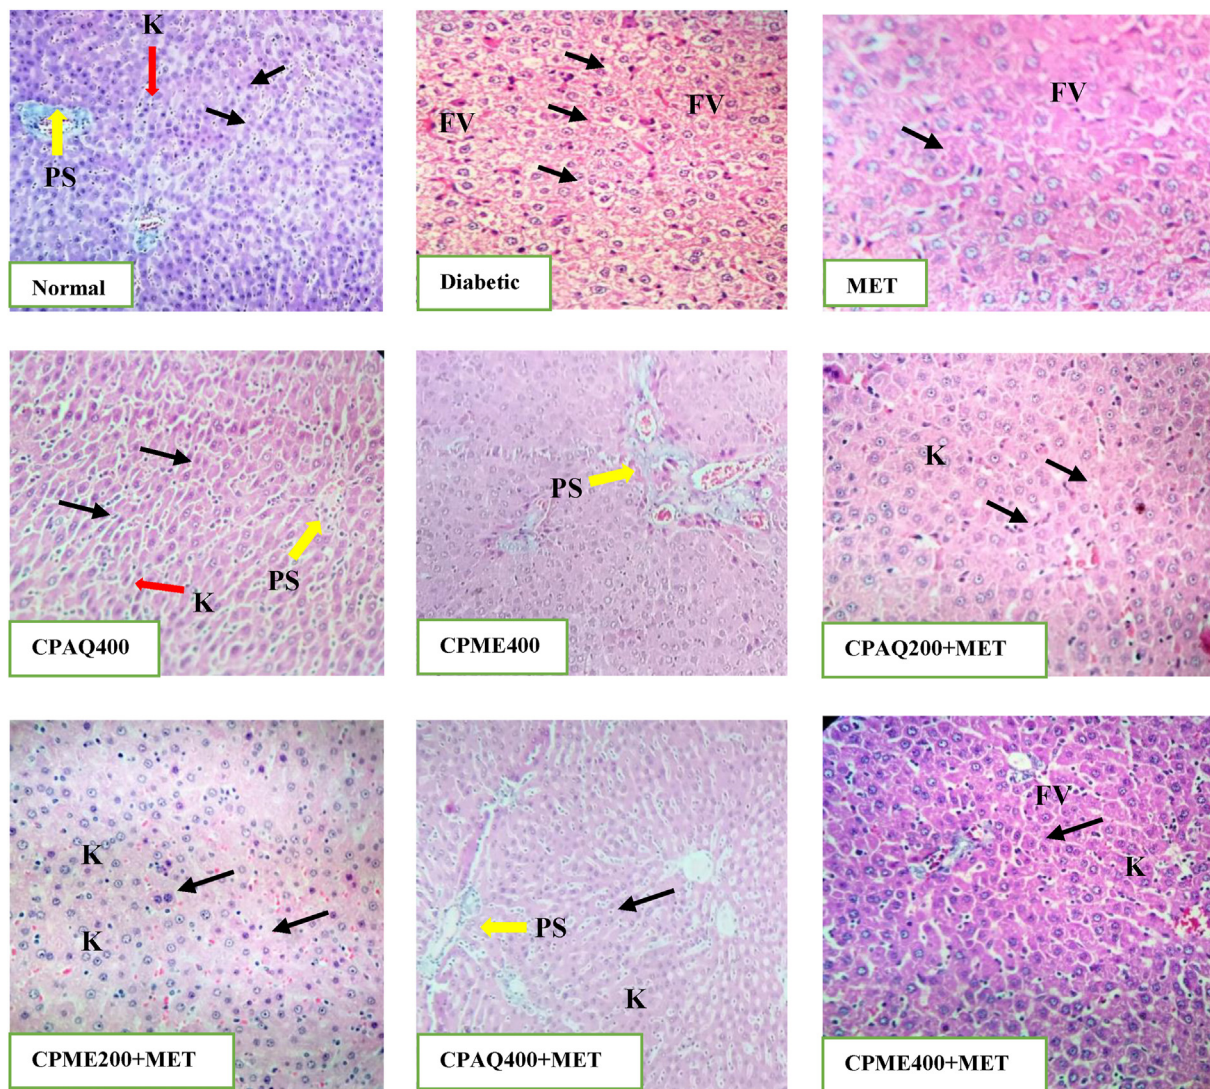 K
PS
Normal
FV
FV
Diabetic
FV
MET
K
PS
CPAQ400
PS
CPME400
K
CPAQ200+MET
K
K
CPME200+MET
PS
K
CPAQ400+MET
FV
K
CPME400+MET